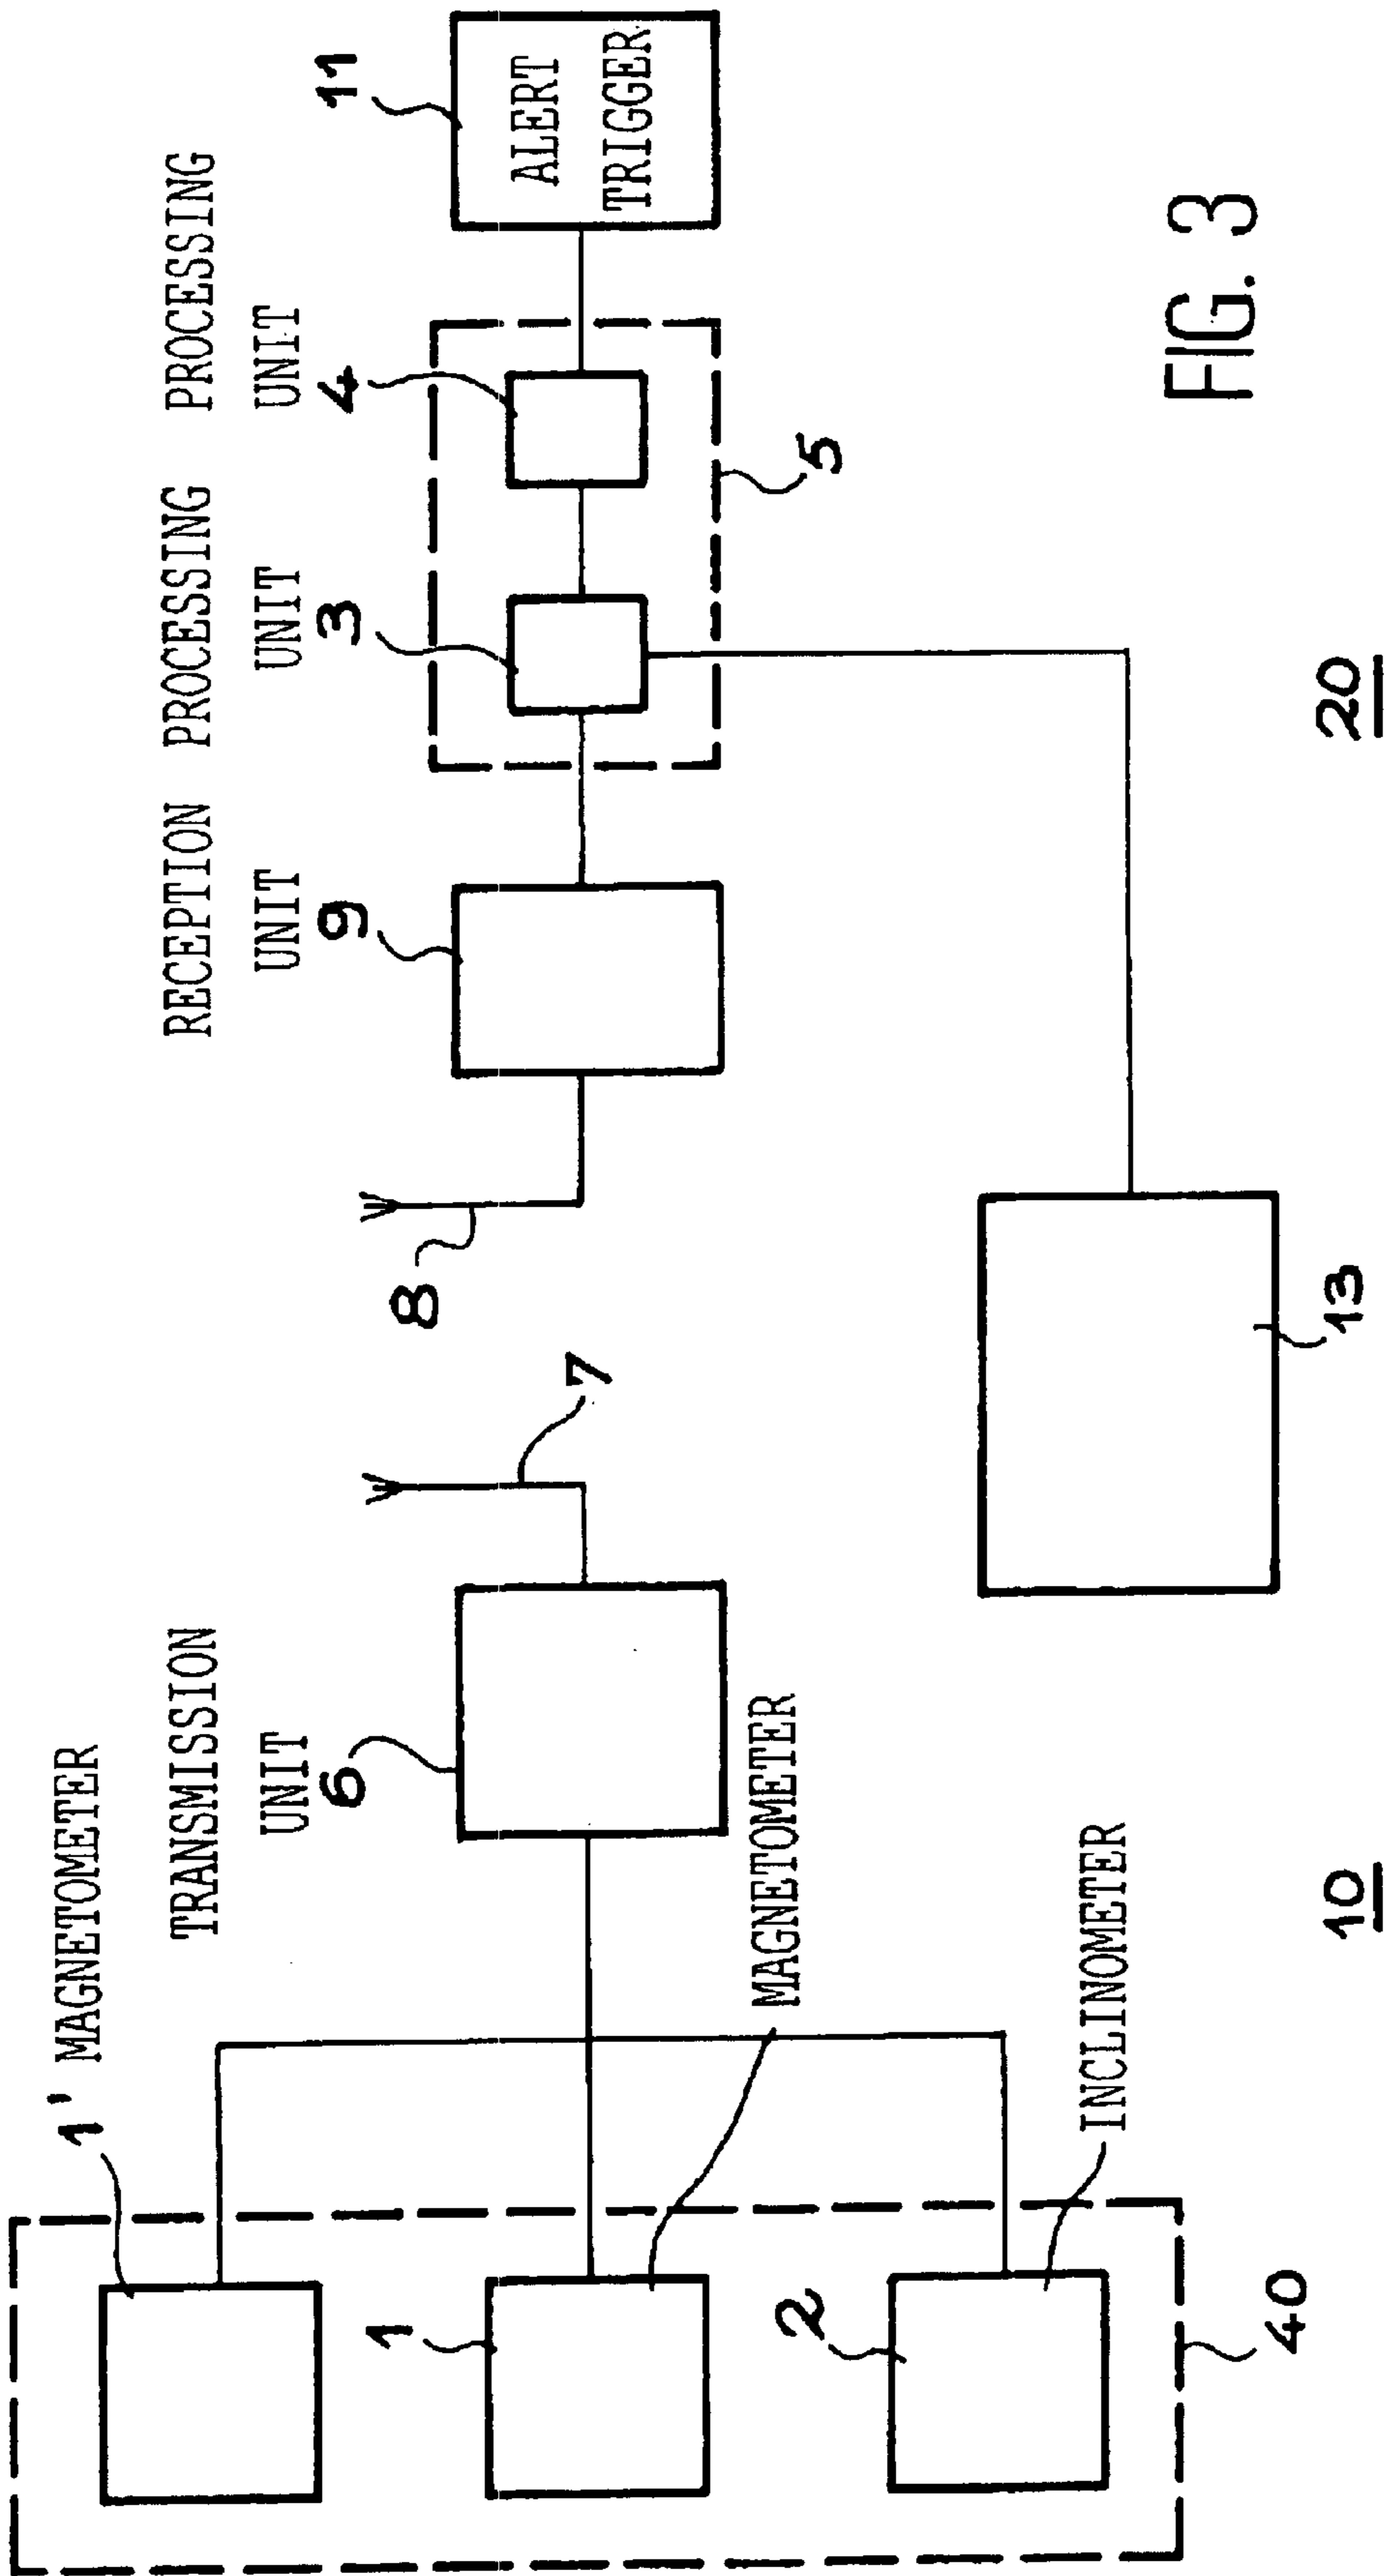 1' MAGNETOMETER
TRANSMISSION
UNIT
6
1
MAGNETOMETER
2
INCLINOMETER
40
10
7
8
RECEPTION
UNIT
9
PROCESSING
UNIT
3
PROCESSING
UNIT
4
5
11
ALERT
TRIGGER
13
20
FIG. 3